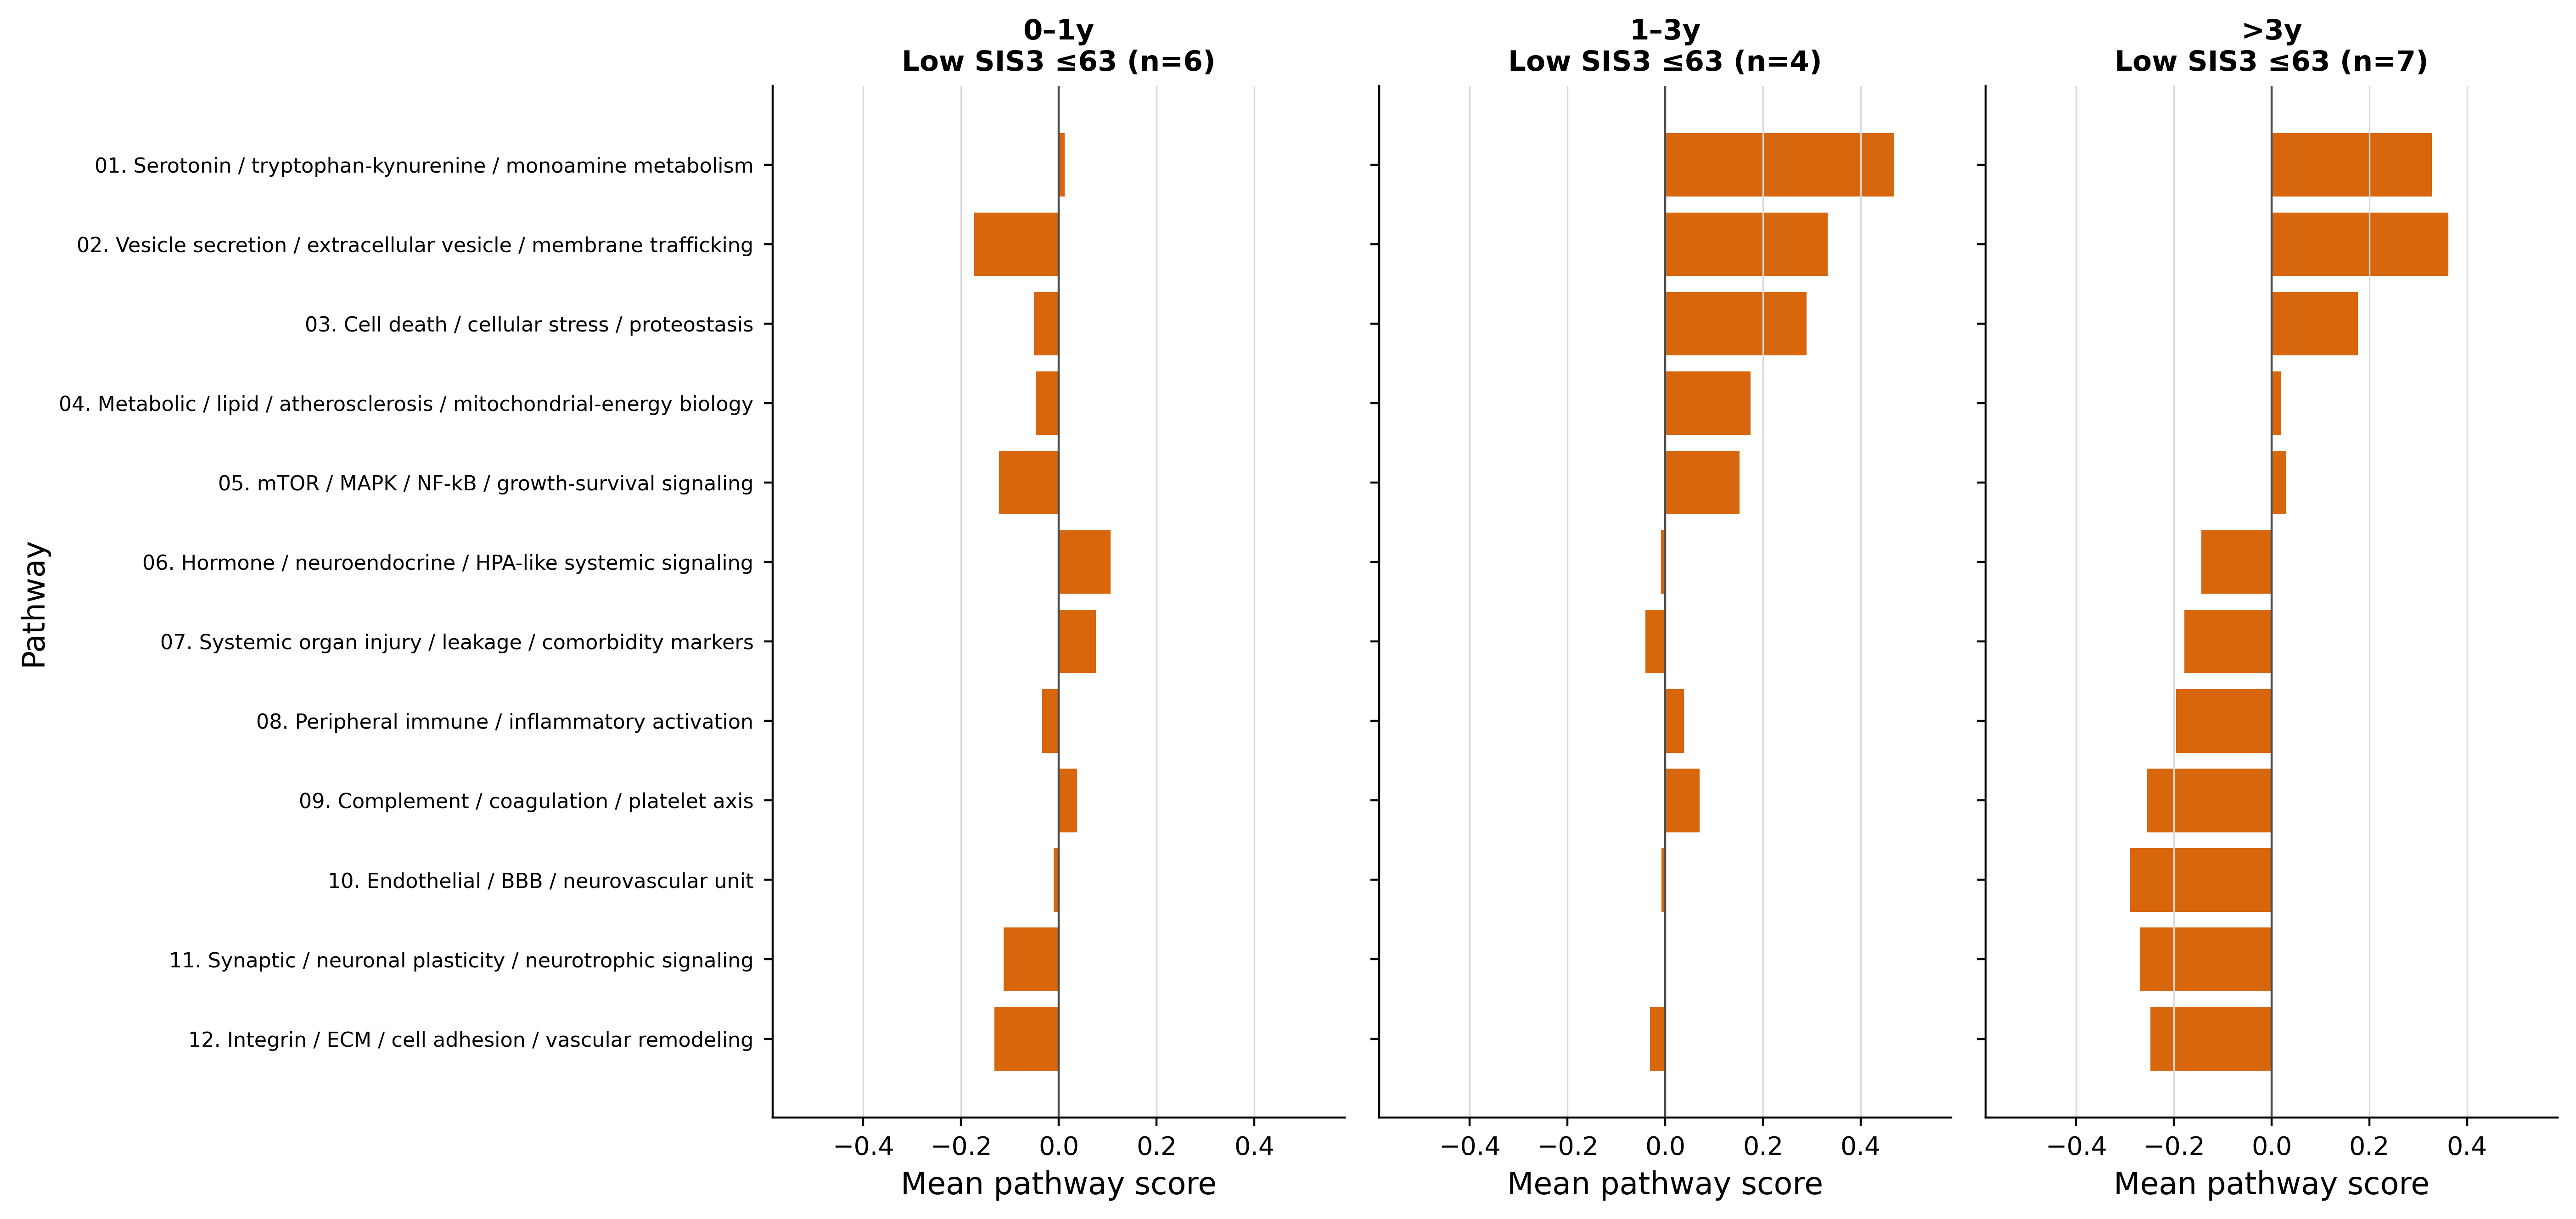 0–1y
Low SIS3 ≤63 (n=6)
1–3y
Low SIS3 ≤63 (n=4)
>3y
Low SIS3 ≤63 (n=7)
Pathway
01. Serotonin / tryptophan-kynurenine / monoamine metabolism
02. Vesicle secretion / extracellular vesicle / membrane trafficking
03. Cell death / cellular stress / proteostasis
04. Metabolic / lipid / atherosclerosis / mitochondrial-energy biology
05. mTOR / MAPK / NF-kB / growth-survival signaling
06. Hormone / neuroendocrine / HPA-like systemic signaling
07. Systemic organ injury / leakage / comorbidity markers
08. Peripheral immune / inflammatory activation
09. Complement / coagulation / platelet axis
10. Endothelial / BBB / neurovascular unit
11. Synaptic / neuronal plasticity / neurotrophic signaling
12. Integrin / ECM / cell adhesion / vascular remodeling
−0.4 −0.2 0.0 0.2 0.4
Mean pathway score
−0.4 −0.2 0.0 0.2 0.4
Mean pathway score
−0.4 −0.2 0.0 0.2 0.4
Mean pathway score